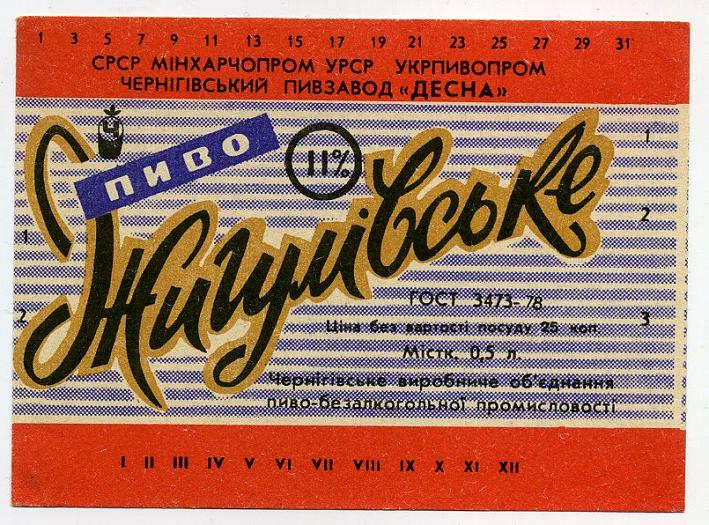 1 3 5 7 9 11 13 15 17 19 21 23 25 27 29 31
СРСР МІНХАРЧОПРОМ УРСР УКРПИВОПРОМ
ЧЕРНІГІВСЬКИЙ ПИВЗАВОД «ДЕСНА»
ПИВО
11%
Жигулівське
1
2
1
2
3
ГОСТ 3473-78
Ціна без вартості посуду 25 коп
Містк. 0,5 л.
Чернігівське виробниче об'єднання
пиво-безалкогольної промисловості
I II III IV V VI VII VIII IX X XI XII